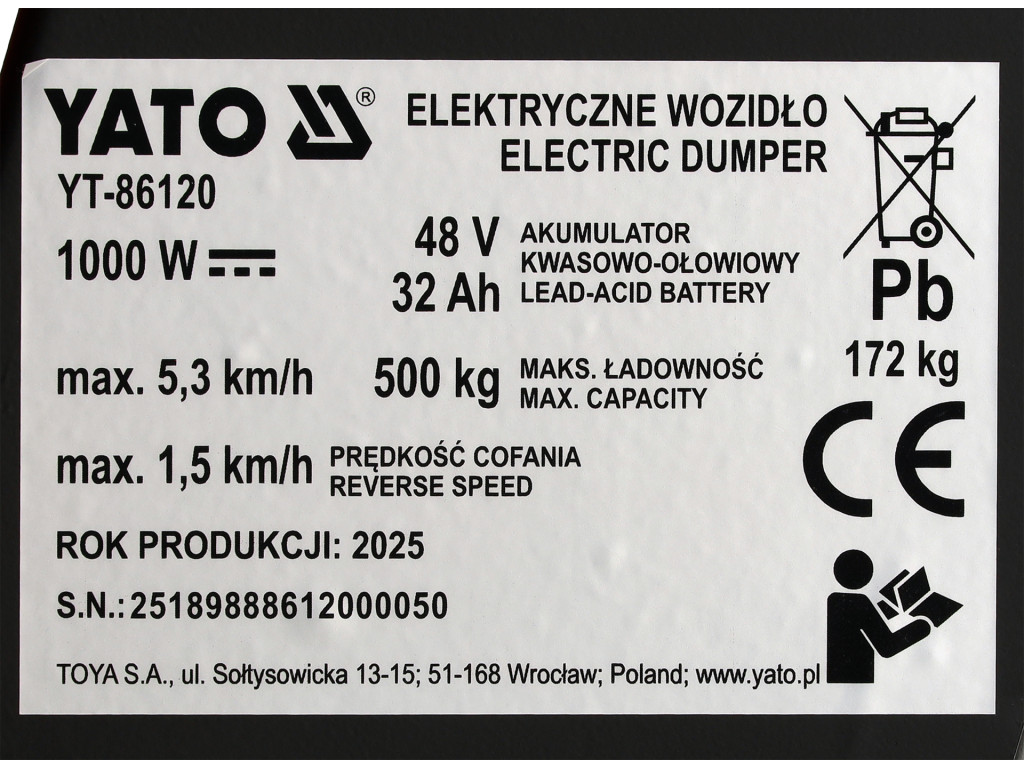 YATO ®
ELEKTRYCZNE WOZIDŁO
ELECTRIC DUMPER
YT-86120
1000 W
48 V
32 Ah
AKUMULATOR
KWASOWO-OŁOWIOWY
LEAD-ACID BATTERY
Pb
max. 5,3 km/h
500 kg
MAKS. ŁADOWNOŚĆ
MAX. CAPACITY
172 kg
CE
max. 1,5 km/h
PRĘDKOŚĆ COFANIA
REVERSE SPEED
ROK PRODUKCJI: 2025
S.N.: 25189888612000050
TOYA S.A., ul. Sołtysowicka 13-15; 51-168 Wrocław; Poland; www.yato.pl